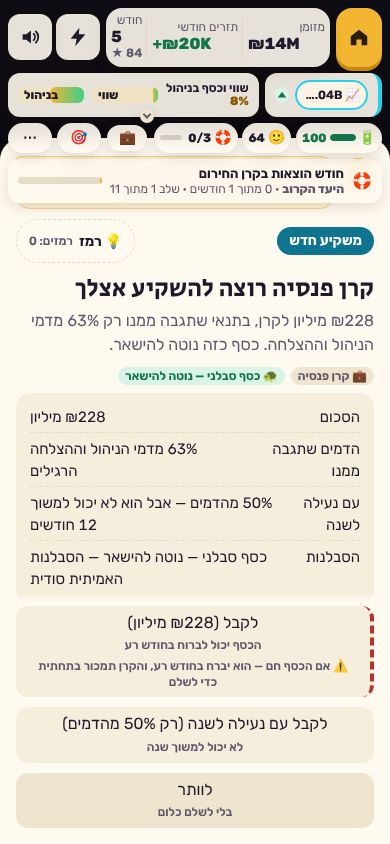 מזומן
₪14M
תזרים חודשי
+₪20K
חודש
5
★ 84
....04B
שווי וכסף בניהול
8%
שווי
בניהול
100
64
0/3
...
חודש הוצאות בקרן החירום
היעד הקרוב · 0 מתוך 1 חודשים · שלב 1 מתוך 11
משקיע חדש
רמז רמזים: 0
קרן פנסיה רוצה להשקיע אצלך
₪228 מיליון לקרן, בתנאי שתגבה ממנו רק 63% מדמי
הניהול וההצלחה. כסף כזה נוטה להישאר.
קרן פנסיה
כסף סבלני — נוטה להישאר
הסכום
₪228 מיליון
הדמים שתגבה
ממנו
63% מדמי הניהול וההצלחה
הרגילים
עם נעילה
לשנה
50% מהדמים — אבל הוא לא יכול למשוך
12 חודשים
הסבלנות
כסף סבלני — נוטה להישאר — הסבלנות
האמיתית סודית
לקבל (₪228 מיליון)
הכסף יכול לברוח בחודש רע
⚠️ אם הכסף חם — הוא יברח בחודש רע, והקרן תמכור בתחתית
כדי לשלם
לקבל עם נעילה לשנה (רק 50% מהדמים)
לא יכול למשוך שנה
לוותר
בלי לשלם כלום